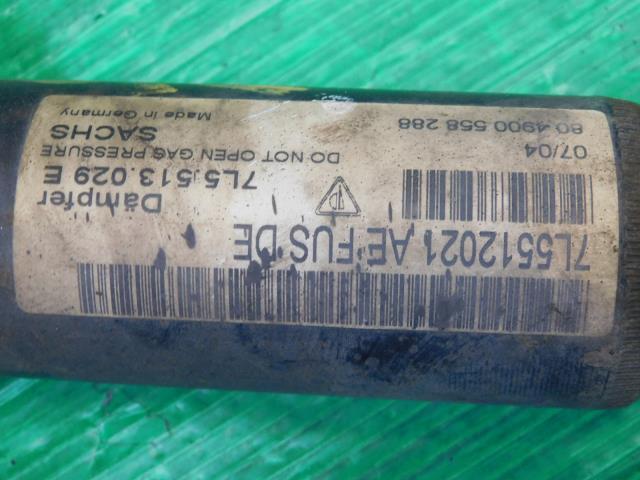 7L5512021 AE FUS DE
Dämpfer
7L5.513.029 E
DO NOT OPEN GAS PRESSURE
SACHS
Made in Germany
07/04
80 4900 558 288